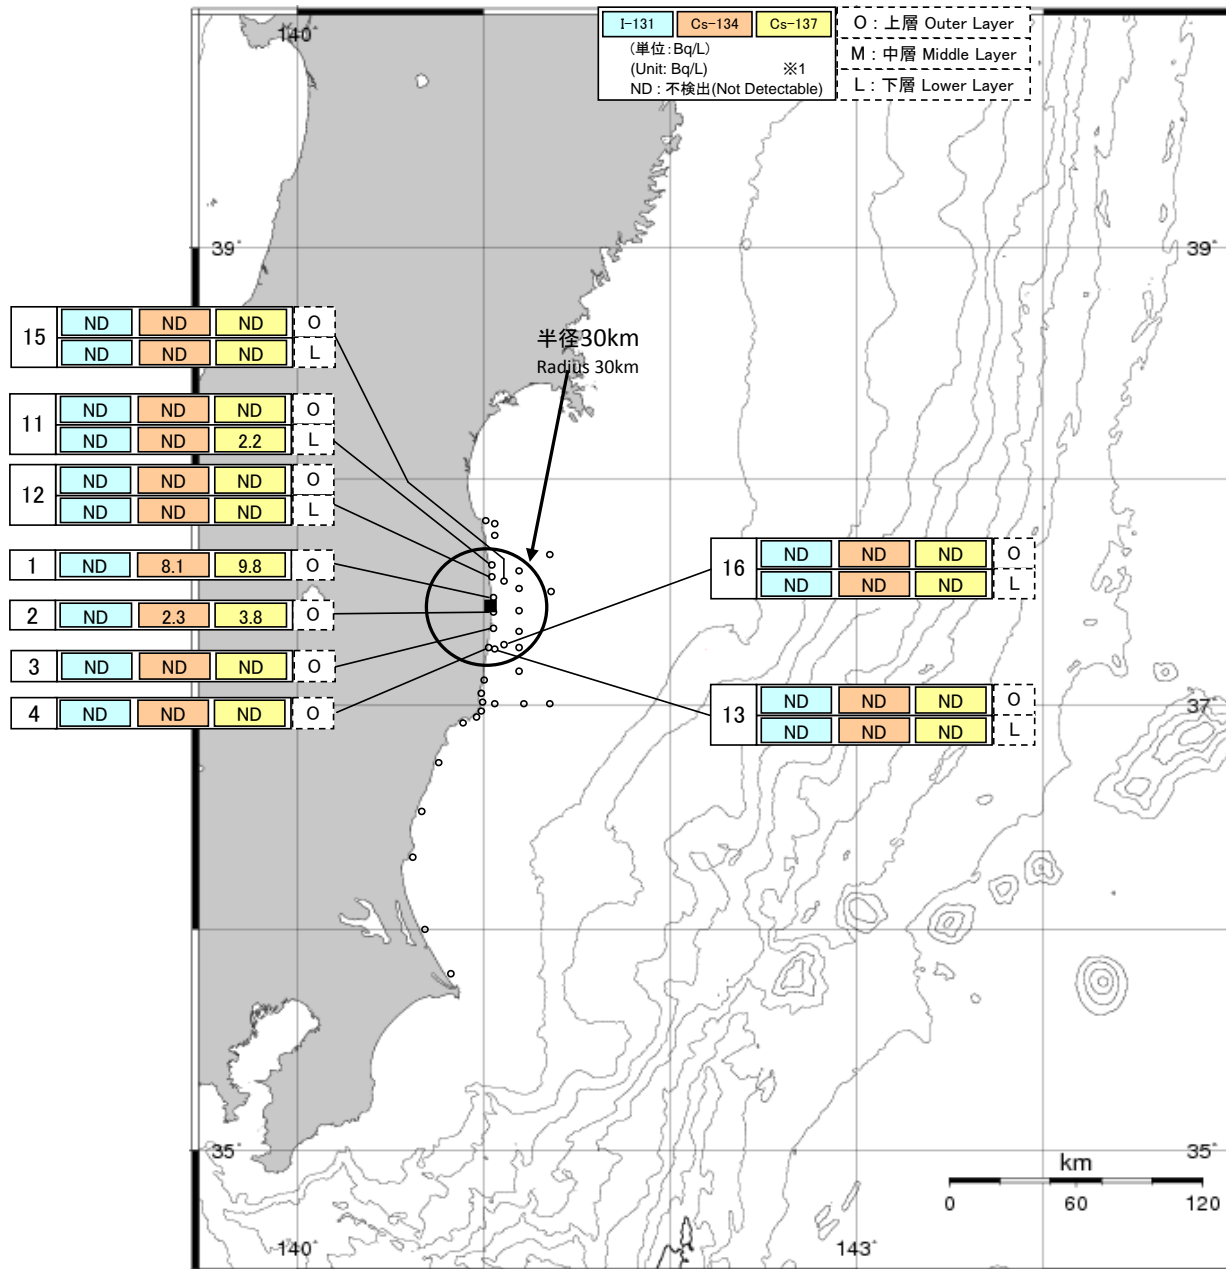 140°
I-131 Cs-134 Cs-137
(単位:Bq/L)
(Unit: Bq/L) ※1
ND : 不検出(Not Detectable)
O : 上層 Outer Layer
M : 中層 Middle Layer
L : 下層 Lower Layer
39° 39°
半径30km
Radius 30km
15
ND ND ND O
ND ND ND L
11
ND ND ND O
ND ND 2.2 L
12
ND ND ND O
ND ND ND L
1 ND 8.1 9.8 O
2 ND 2.3 3.8 O
3 ND ND ND O
4 ND ND ND O
16
ND ND ND O
ND ND ND L
13
ND ND ND O
ND ND ND L
37°
35° 35°
km
0 60 120
140° 143°